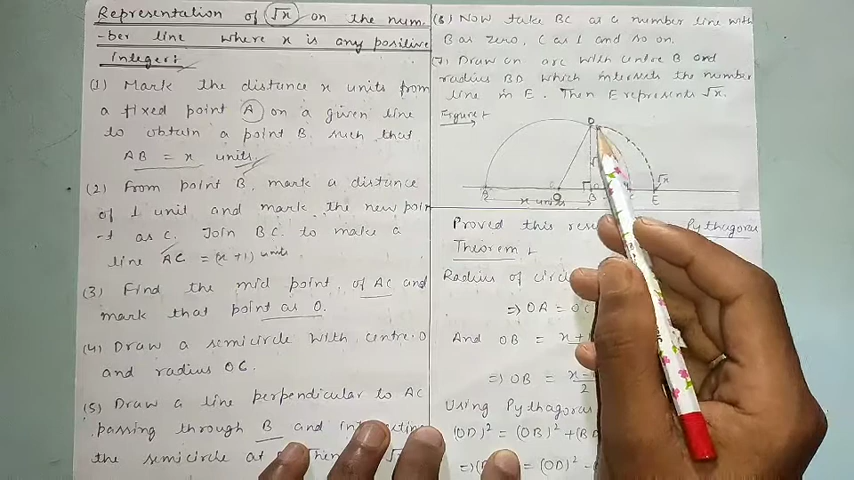 Representation of √x on the num-
-ber line where x is any positive
integer:
(1) Mark the distance x units from
a fixed point A on a given line
to obtain a point B such that
AB = x units.
(2) From point B, mark a distance
of 1 unit and mark the new poin
-t as C. Join BC to make a
line AC = (x+1) units
(3) Find the mid point of AC and
mark that point as O.
(4) Draw a semicircle with centre O
and radius OC.
(5) Draw a line perpendicular to AC
passing through B and
the semicircle at
(6) Now take BC as a number line with
B as zero, C as 1 and so on.
(7) Draw an arc with centre B and
radius BD which intersects the number
line in E. Then E represents √x.
Figure
D
A O B E √x
x units
Proved this Pythagoras
Theorem
Radius of
⇒ OA = OC
And OB =
⇒ OB =
Using Pythagoras
(OD)² = (OB)² +
= (OD)² -